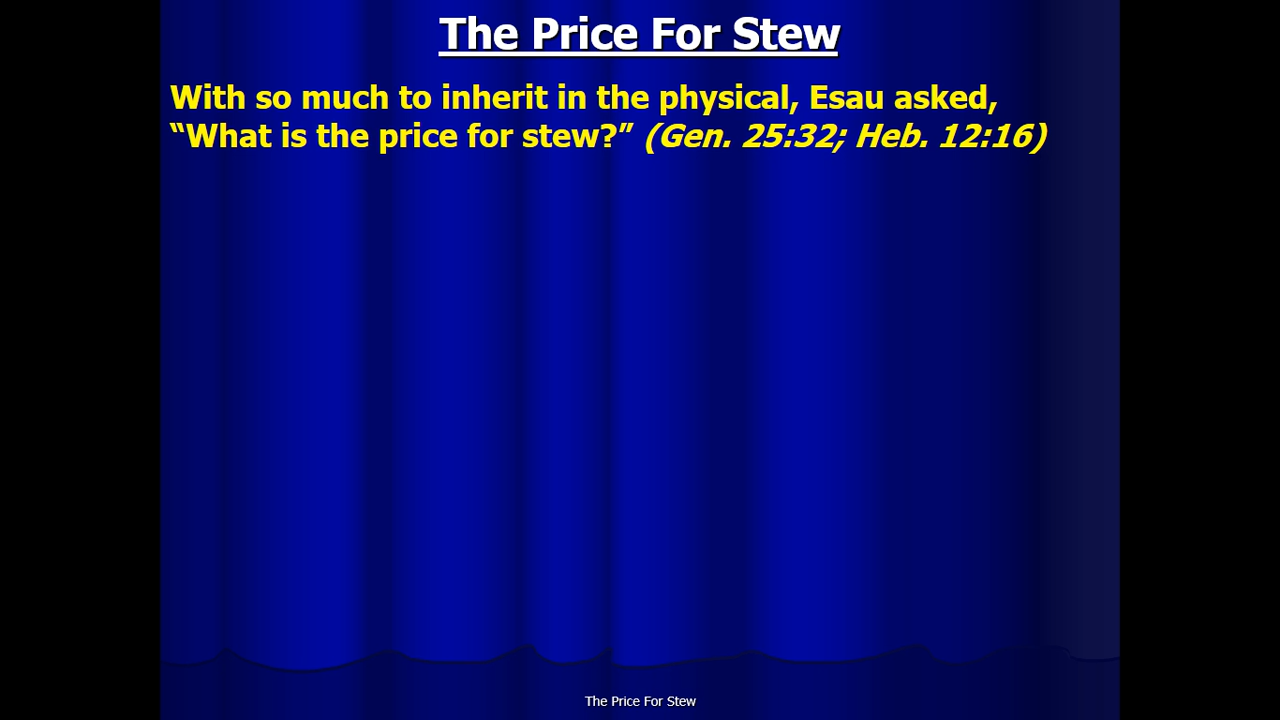 The Price For Stew
With so much to inherit in the physical, Esau asked,
“What is the price for stew?” (Gen. 25:32; Heb. 12:16)
The Price For Stew